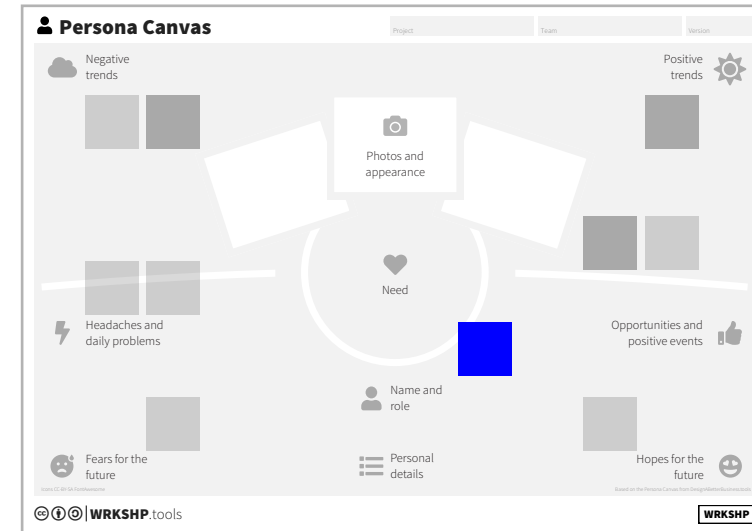 Persona Canvas
Project
Team
Version
Negative
trends
Positive
trends
Photos and
appearance
Need
Headaches and
daily problems
Opportunities and
positive events
Name and
role
Fears for the
future
Personal
details
Hopes for the
future
WRKSHP.tools
WRKSHP